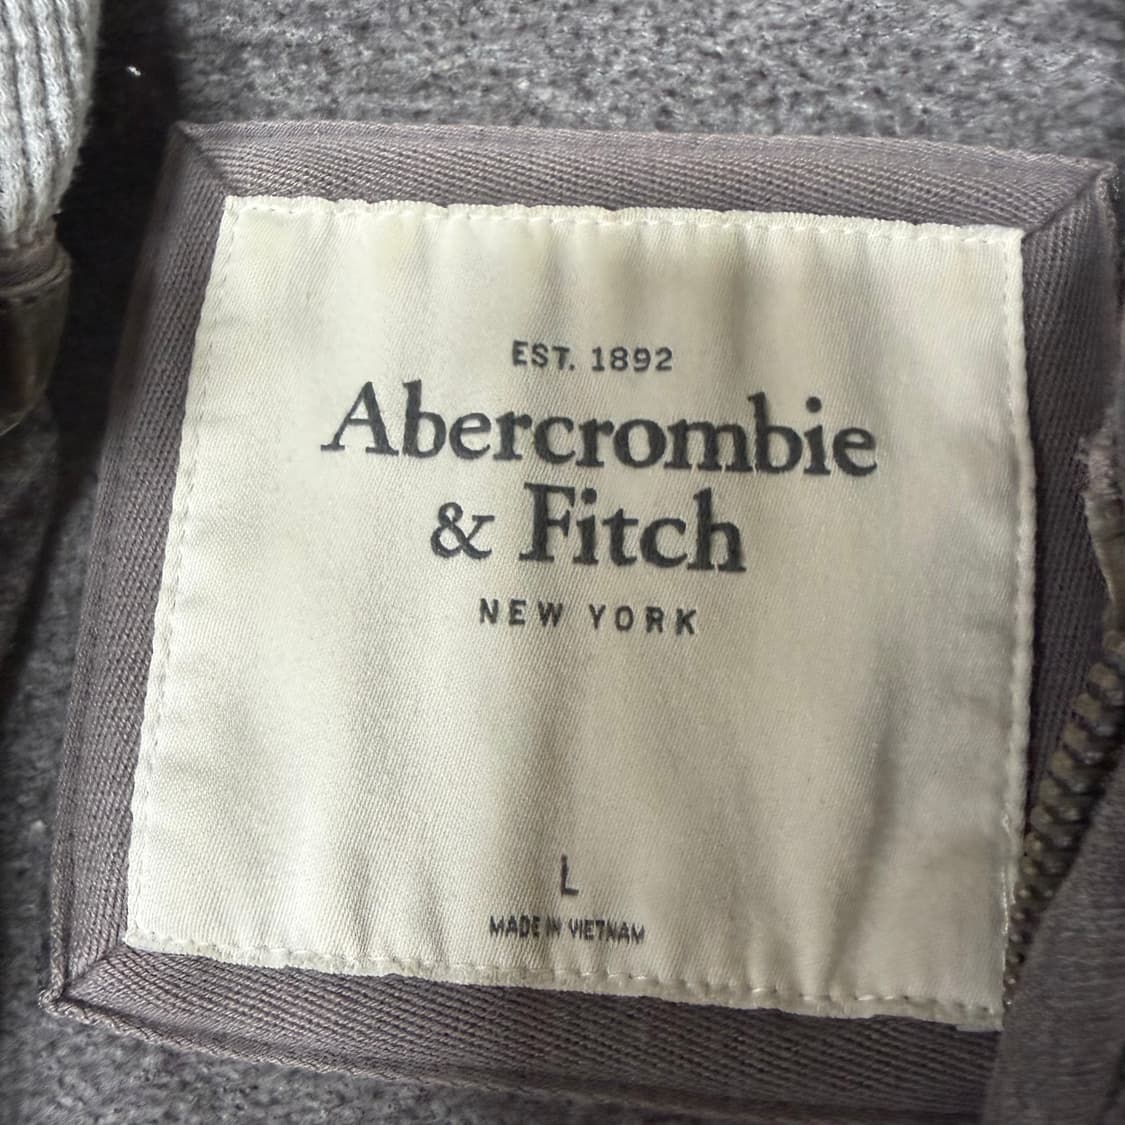 EST. 1892
Abercrombie
& Fitch
NEW YORK
L
MADE IN VIETNAM